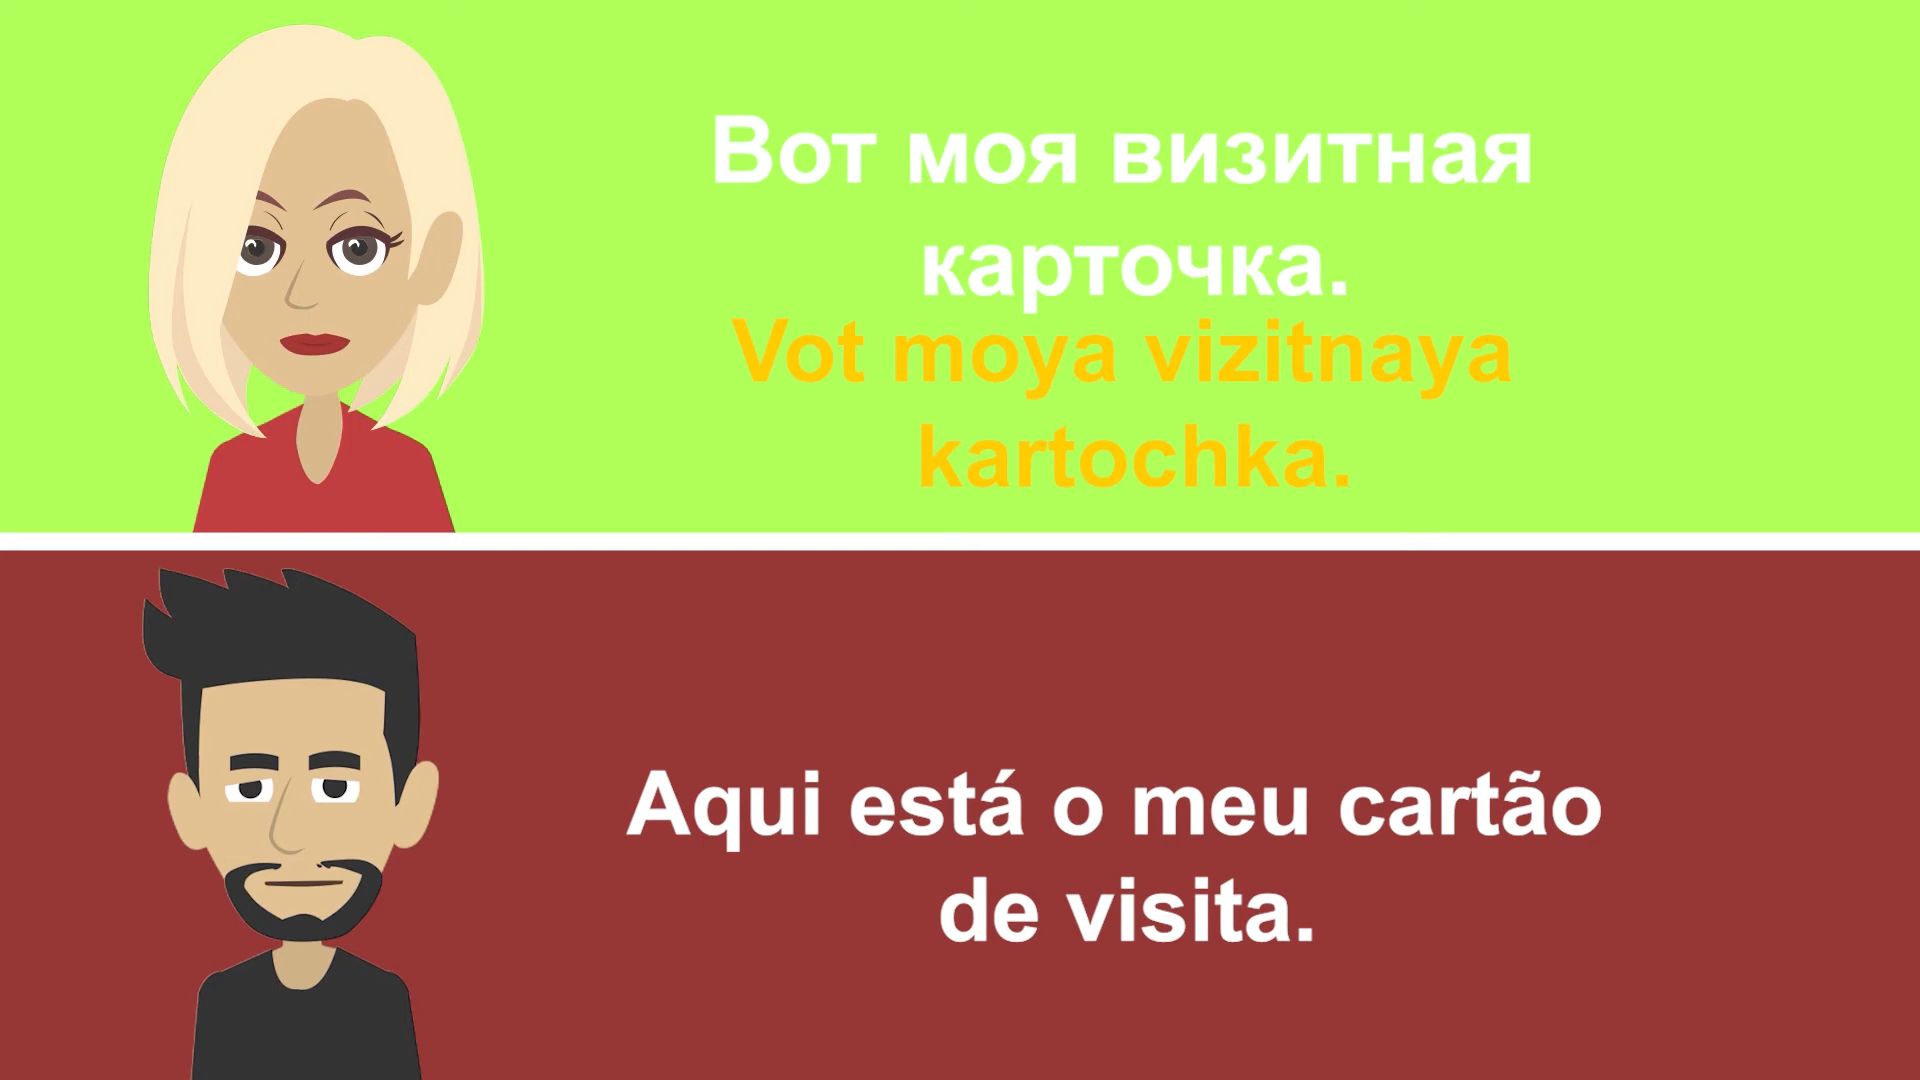 Вот моя визитная
карточка.
Vot moya vizitnaya
kartochka.
Aqui está o meu cartão
de visita.